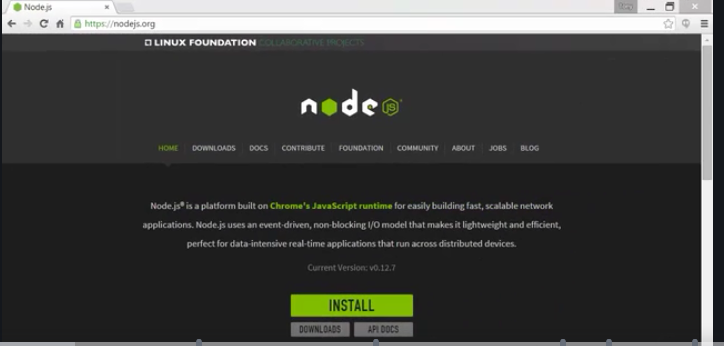 Node.js
https://nodejs.org
LINUX FOUNDATION COLLABORATIVE PROJECTS
node JS
HOME DOWNLOADS DOCS CONTRIBUTE FOUNDATION COMMUNITY ABOUT JOBS BLOG
Node.js® is a platform built on Chrome's JavaScript runtime for easily building fast, scalable network
applications. Node.js uses an event-driven, non-blocking I/O model that makes it lightweight and efficient,
perfect for data-intensive real-time applications that run across distributed devices.
Current Version: v0.12.7
INSTALL
DOWNLOADS API DOCS